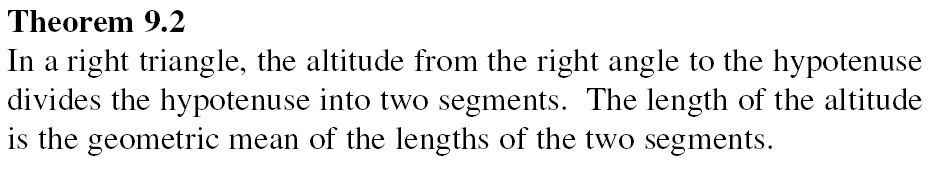 Theorem 9.2
In a right triangle, the altitude from the right angle to the hypotenuse
divides the hypotenuse into two segments.  The length of the altitude
is the geometric mean of the lengths of the two segments.